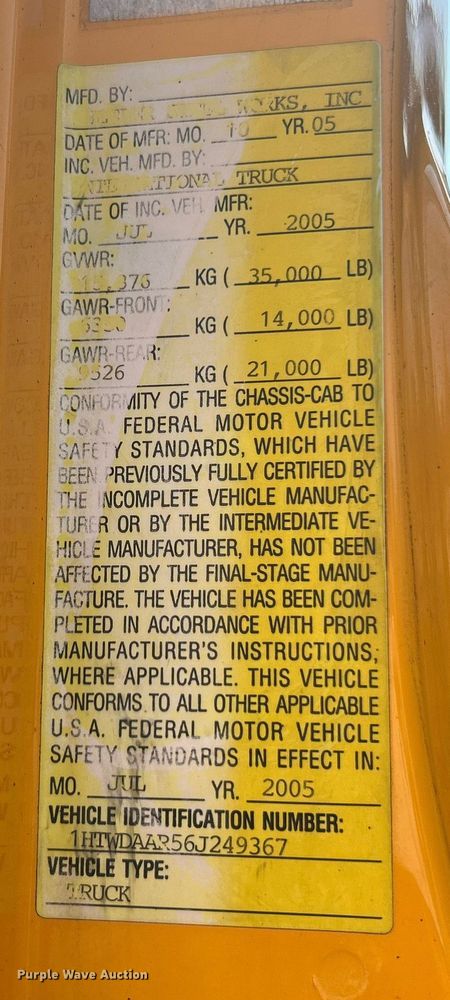 MFD. BY:
WORKS, INC
DATE OF MFR: MO. 10 YR. 05
INC. VEH. MFD. BY:
TRUCK
DATE OF INC. VEH. MFR:
MO. JUL YR. 2005
GVWR:
KG ( 35,000 LB)
GAWR-FRONT:
KG ( 14,000 LB)
GAWR-REAR:
9526 KG ( 21,000 LB)
CONFORMITY OF THE CHASSIS-CAB TO
U.S.A. FEDERAL MOTOR VEHICLE
SAFETY STANDARDS, WHICH HAVE
BEEN PREVIOUSLY FULLY CERTIFIED BY
THE INCOMPLETE VEHICLE MANUFAC-
TURER OR BY THE INTERMEDIATE VE-
HICLE MANUFACTURER, HAS NOT BEEN
AFFECTED BY THE FINAL-STAGE MANU-
FACTURE. THE VEHICLE HAS BEEN COM-
PLETED IN ACCORDANCE WITH PRIOR
MANUFACTURER'S INSTRUCTIONS,
WHERE APPLICABLE. THIS VEHICLE
CONFORMS TO ALL OTHER APPLICABLE
U.S.A. FEDERAL MOTOR VEHICLE
SAFETY STANDARDS IN EFFECT IN:
MO. JUL YR. 2005
VEHICLE IDENTIFICATION NUMBER:
1HTWDAAR56J249367
VEHICLE TYPE:
TRUCK
Purple Wave Auction